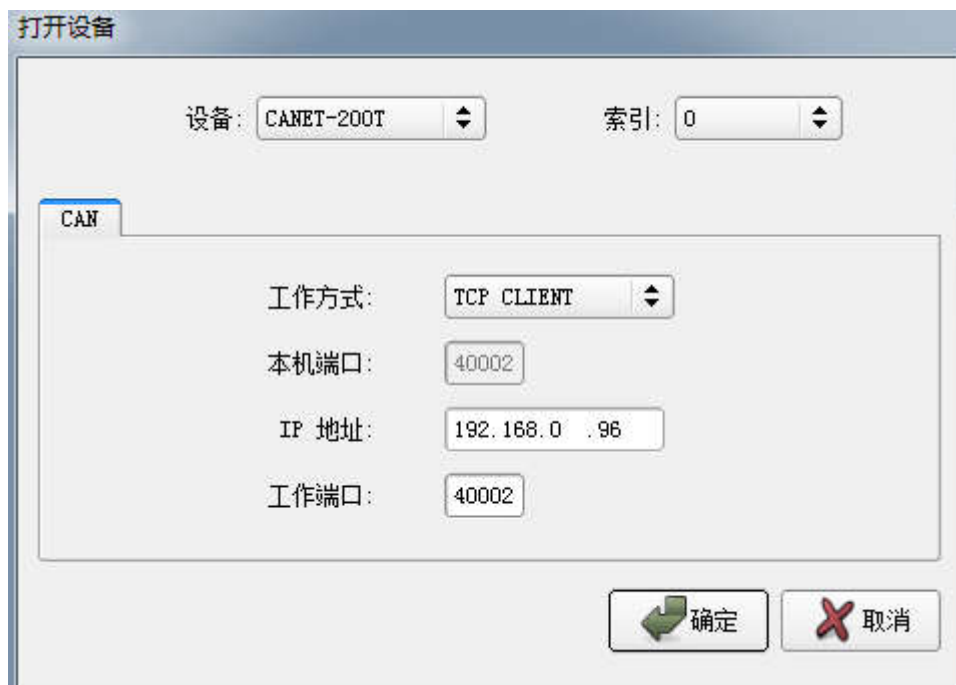 打开设备
设备: CANET-200T 索引: 0
CAN
工作方式: TCP CLIENT
本机端口: 40002
IP 地址: 192.168.0 .96
工作端口: 40002
确定 取消